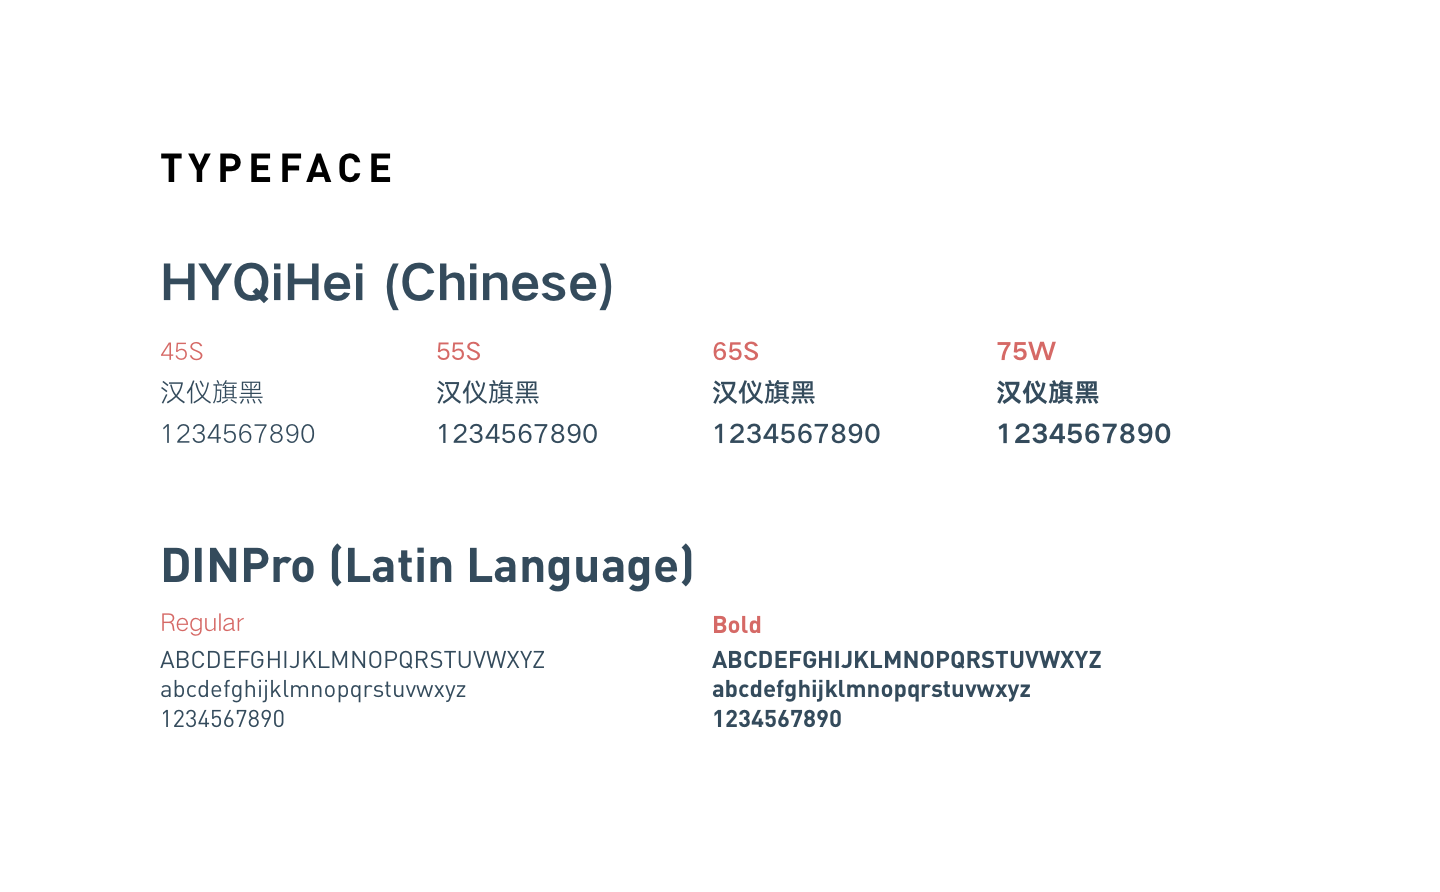 TYPEFACE
HYQiHei (Chinese)
45S 55S 65S 75W
汉仪旗黑 汉仪旗黑 汉仪旗黑 汉仪旗黑
1234567890 1234567890 1234567890 1234567890
DINPro (Latin Language)
Regular Bold
ABCDEFGHIJKLMNOPQRSTUVWXYZ ABCDEFGHIJKLMNOPQRSTUVWXYZ
abcdefghijklmnopqrstuvwxyz abcdefghijklmnopqrstuvwxyz
1234567890 1234567890